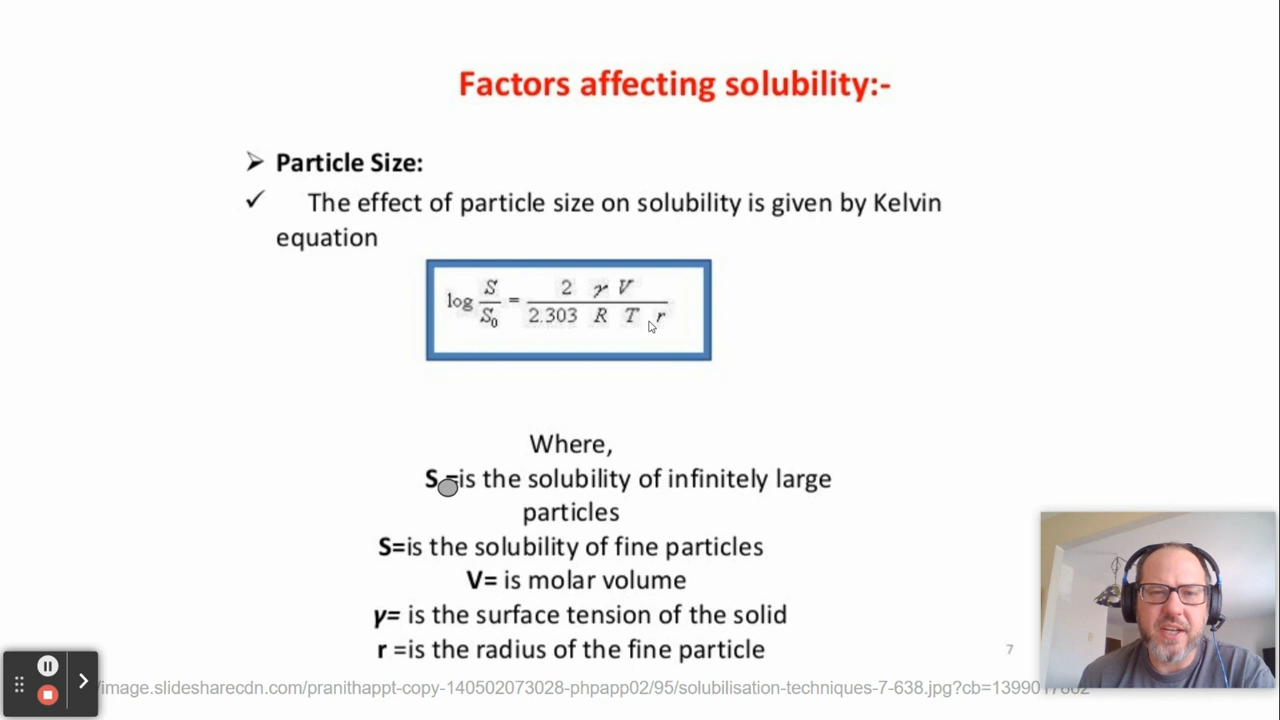 Factors affecting solubility:-
➤ Particle Size:
✓ The effect of particle size on solubility is given by Kelvin
equation
log S/S₀ = 2 γ V / 2.303 R T r
Where,
S =is the solubility of infinitely large
particles
S=is the solubility of fine particles
V= is molar volume
γ= is the surface tension of the solid
r =is the radius of the fine particle
7
/image.slidesharecdn.com/pranithappt-copy-140502073028-phpapp02/95/solubilisation-techniques-7-638.jpg?cb=1399017862